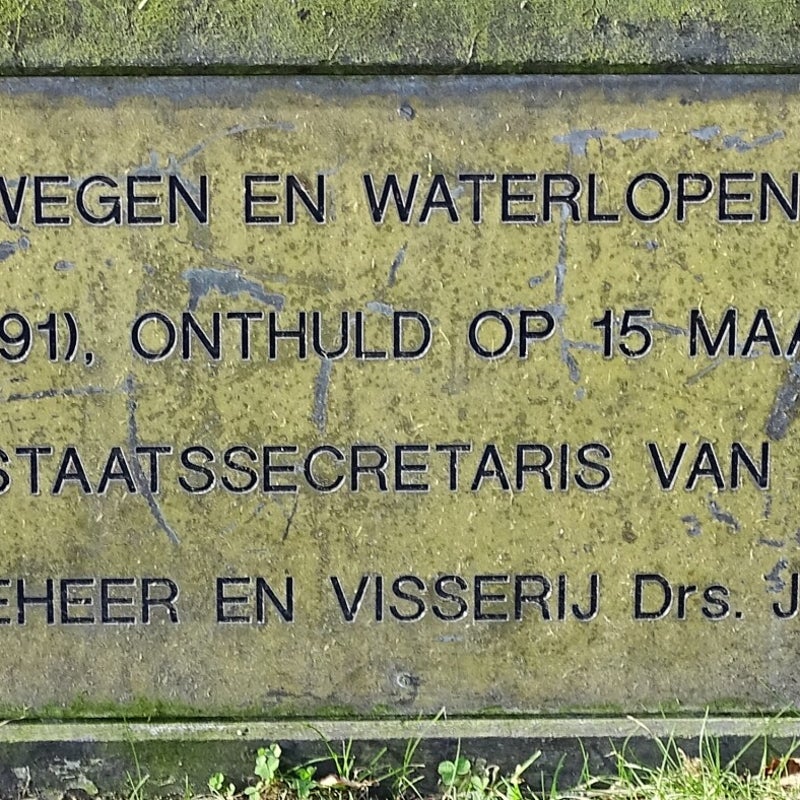 WEGEN EN WATERLOPEN
91), ONTHULD OP 15 MAA
STAATSSECRETARIS VAN
EHEER EN VISSERIJ Drs. J